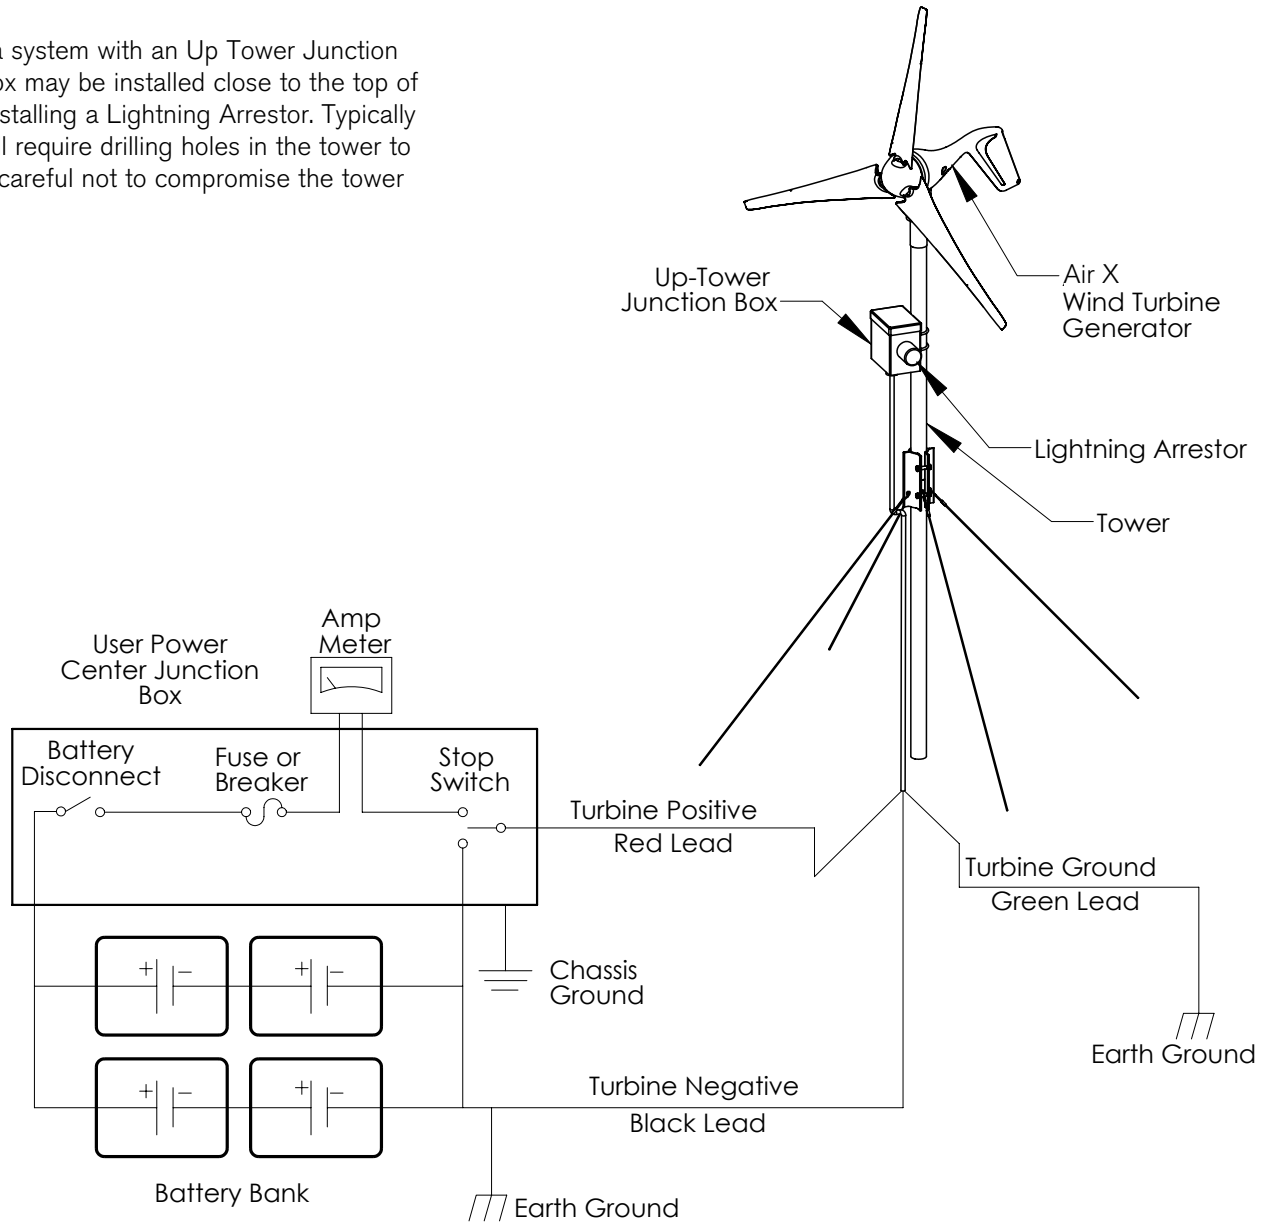 a system with an Up Tower Junction
ox may be installed close to the top of
stalling a Lightning Arrestor. Typically
l require drilling holes in the tower to
careful not to compromise the tower
Up-Tower
Junction Box
Air X
Wind Turbine
Generator
Lightning Arrestor
Tower
User Power
Center Junction
Box
Amp
Meter
Battery
Disconnect
Fuse or
Breaker
Stop
Switch
Turbine Positive
Red Lead
Turbine Ground
Green Lead
+ –
+ –
Chassis
Ground
Earth Ground
+ –
+ –
Turbine Negative
Black Lead
Battery Bank
Earth Ground